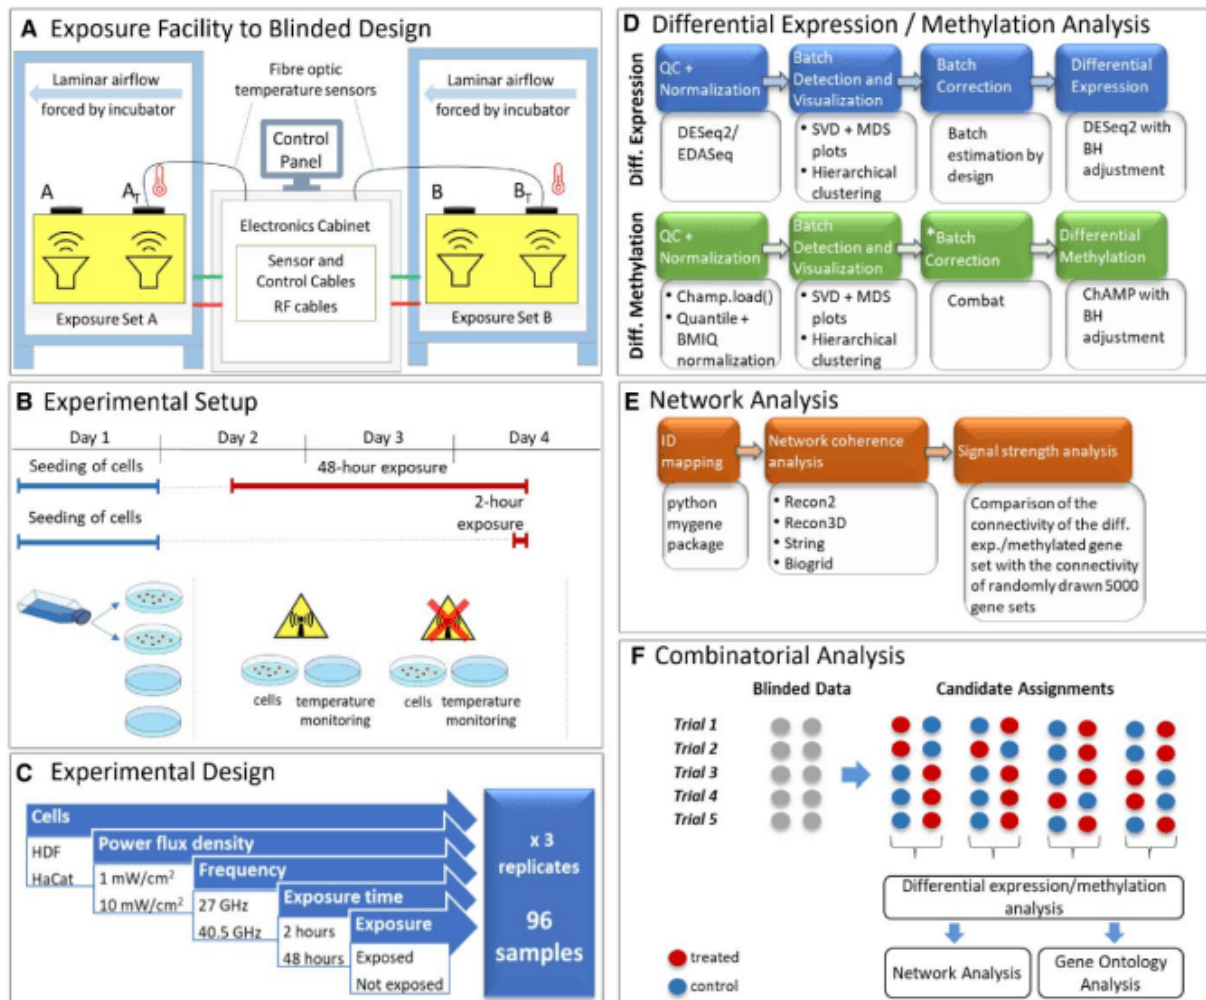 A Exposure Facility to Blinded Design
Laminar airflow
forced by incubator
Fibre optic
temperature sensors
Laminar airflow
forced by incubator
Control
Panel
A
A_T
B
B_T
Electronics Cabinet
Sensor and
Control Cables
RF cables
Exposure Set A
Exposure Set B
B Experimental Setup
Day 1 Day 2 Day 3 Day 4
Seeding of cells
48-hour exposure
2-hour
exposure
Seeding of cells
cells
temperature
monitoring
cells
temperature
monitoring
C Experimental Design
Cells
HDF
HaCat
Power flux density
1 mW/cm²
10 mW/cm²
Frequency
27 GHz
40.5 GHz
Exposure time
2 hours
48 hours
Exposure
Exposed
Not exposed
x 3
replicates
96
samples
D Differential Expression / Methylation Analysis
Diff. Expression
QC +
Normalization
Batch
Detection and
Visualization
Batch
Correction
Differential
Expression
DESeq2/
EDASeq
• SVD + MDS
plots
• Hierarchical
clustering
Batch
estimation by
design
DESeq2 with
BH
adjustment
Diff. Methylation
QC +
Normalization
Batch
Detection and
Visualization
*Batch
Correction
Differential
Methylation
• Champ.load()
• Quantile +
BMIQ
normalization
• SVD + MDS
plots
• Hierarchical
clustering
Combat
ChAMP with
BH
adjustment
E Network Analysis
ID
mapping
Network coherence
analysis
Signal strength analysis
python
mygene
package
• Recon2
• Recon3D
• String
• Biogrid
Comparison of the
connectivity of the diff.
exp./methylated gene
set with the connectivity
of randomly drawn 5000
gene sets
F Combinatorial Analysis
Blinded Data
Candidate Assignments
Trial 1
Trial 2
Trial 3
Trial 4
Trial 5
Differential expression/methylation
analysis
treated
control
Network Analysis
Gene Ontology
Analysis